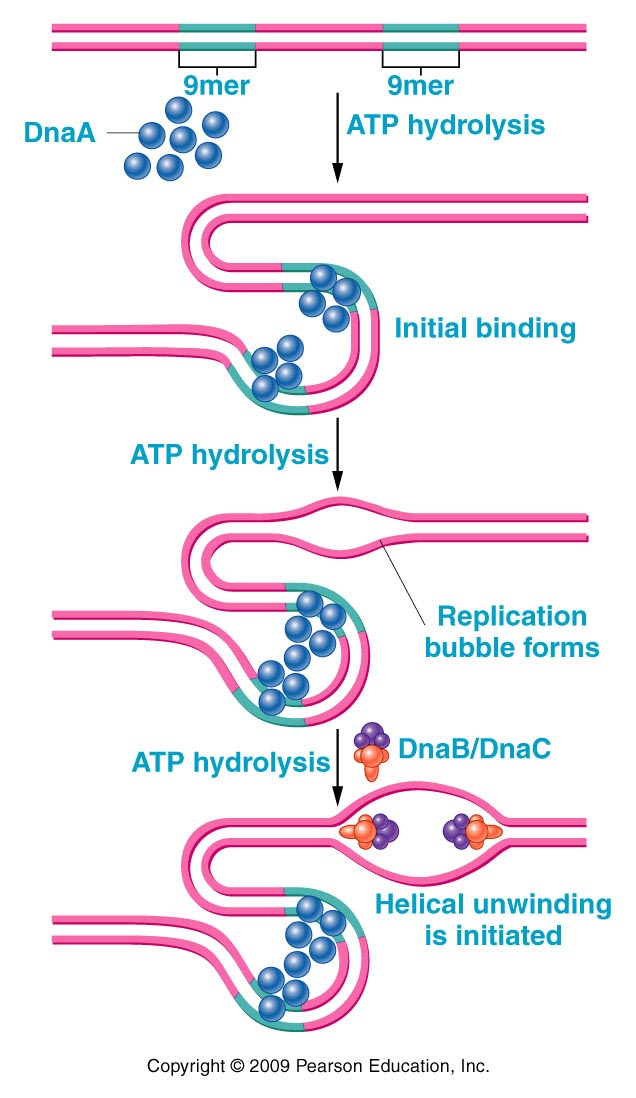 9mer 9mer
DnaA
ATP hydrolysis
Initial binding
ATP hydrolysis
Replication
bubble forms
ATP hydrolysis
DnaB/DnaC
Helical unwinding
is initiated
Copyright © 2009 Pearson Education, Inc.